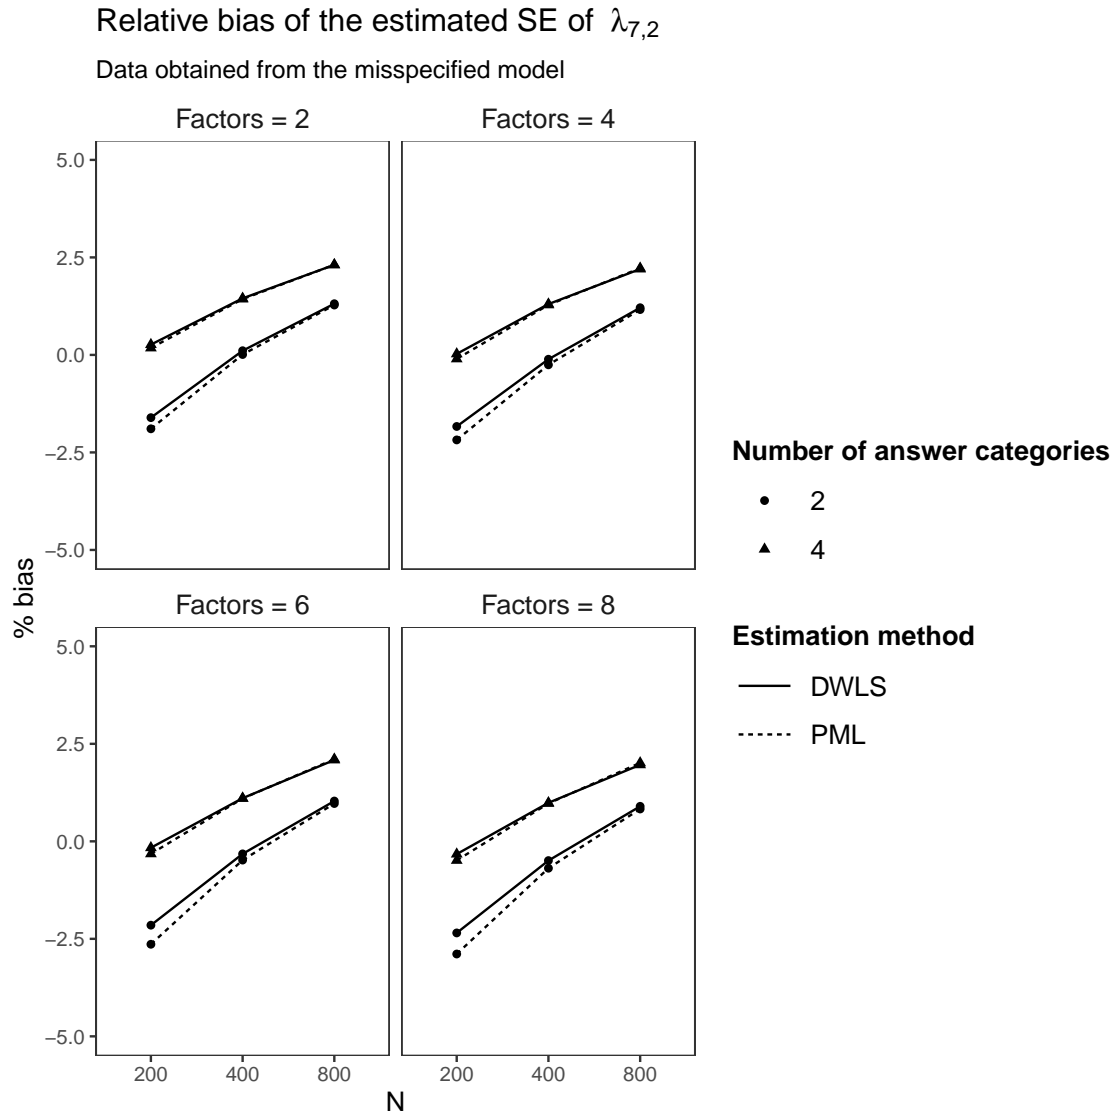 Relative bias of the estimated SE of λ7,2
Data obtained from the misspecified model
Factors = 2
Factors = 4
5.0
2.5
0.0
−2.5
−5.0
% bias
Factors = 6
Factors = 8
5.0
2.5
0.0
−2.5
−5.0
200 400 800
200 400 800
N
Number of answer categories
2
4
Estimation method
DWLS
PML